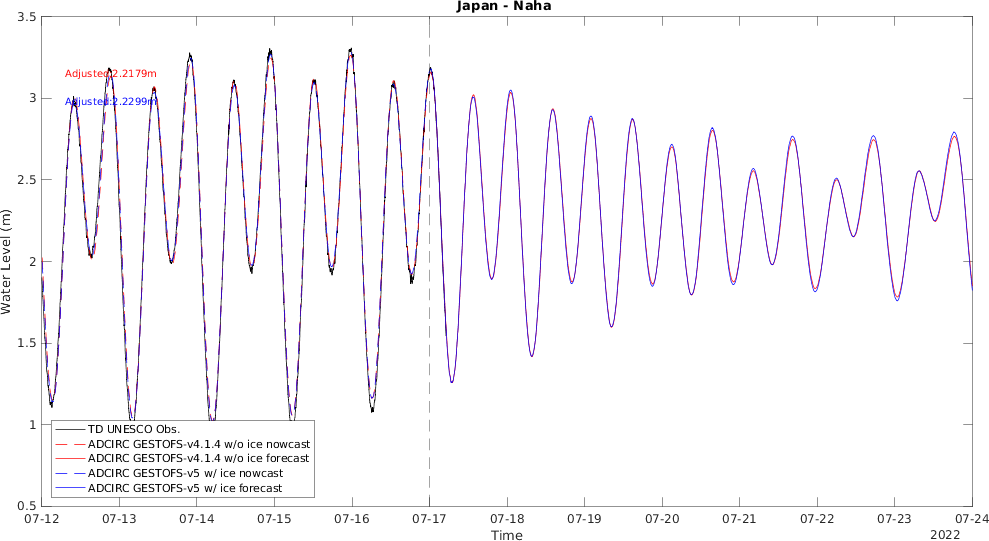 Japan - Naha
3.5
3
2.5
2
1.5
1
0.5
Water Level (m)
Adjusted:2.2179m
Adjusted:2.2299m
TD UNESCO Obs.
ADCIRC GESTOFS-v4.1.4 w/o ice nowcast
ADCIRC GESTOFS-v4.1.4 w/o ice forecast
ADCIRC GESTOFS-v5 w/ ice nowcast
ADCIRC GESTOFS-v5 w/ ice forecast
07-12 07-13 07-14 07-15 07-16 07-17 07-18 07-19 07-20 07-21 07-22 07-23 07-24
Time
2022